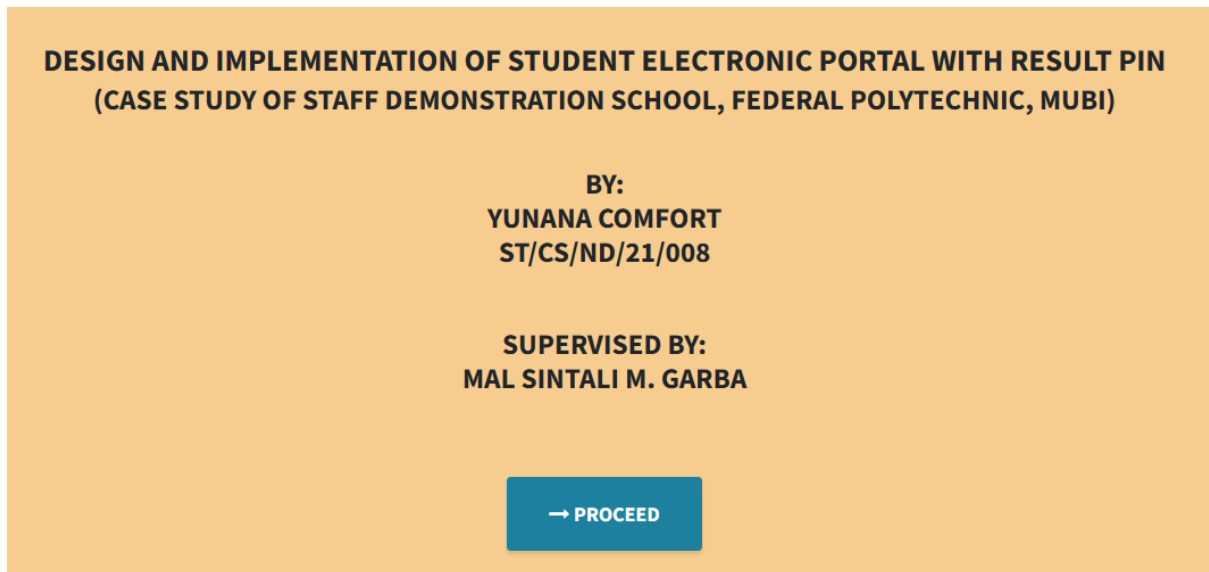 DESIGN AND IMPLEMENTATION OF STUDENT ELECTRONIC PORTAL WITH RESULT PIN
(CASE STUDY OF STAFF DEMONSTRATION SCHOOL, FEDERAL POLYTECHNIC, MUBI)
BY:
YUNANA COMFORT
ST/CS/ND/21/008
SUPERVISED BY:
MAL SINTALI M. GARBA
→ PROCEED